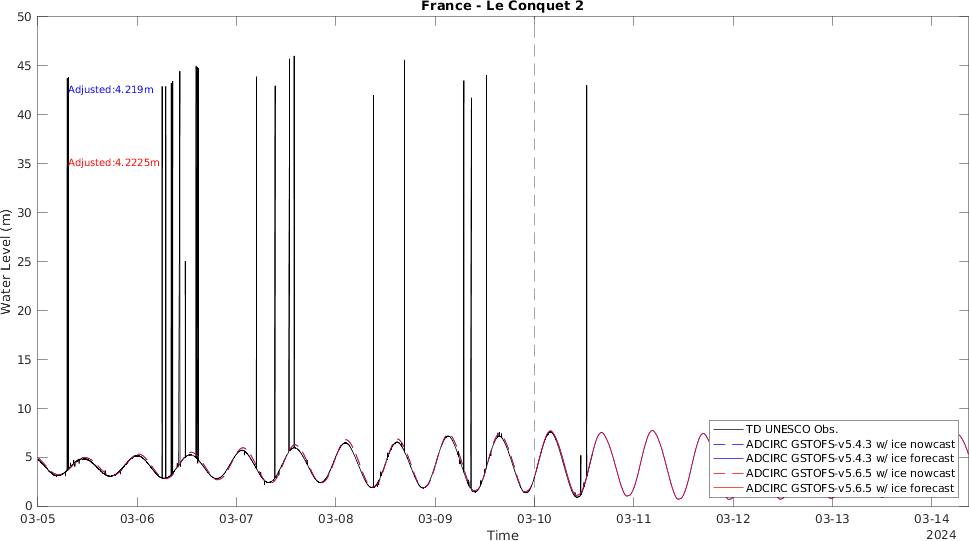 France - Le Conquet 2
50
45
40
35
30
25
20
15
10
5
0
Water Level (m)
Adjusted:4.219m
Adjusted:4.2225m
TD UNESCO Obs.
ADCIRC GSTOFS-v5.4.3 w/ ice nowcast
ADCIRC GSTOFS-v5.4.3 w/ ice forecast
ADCIRC GSTOFS-v5.6.5 w/ ice nowcast
ADCIRC GSTOFS-v5.6.5 w/ ice forecast
03-05 03-06 03-07 03-08 03-09 03-10 03-11 03-12 03-13 03-14
2024
Time